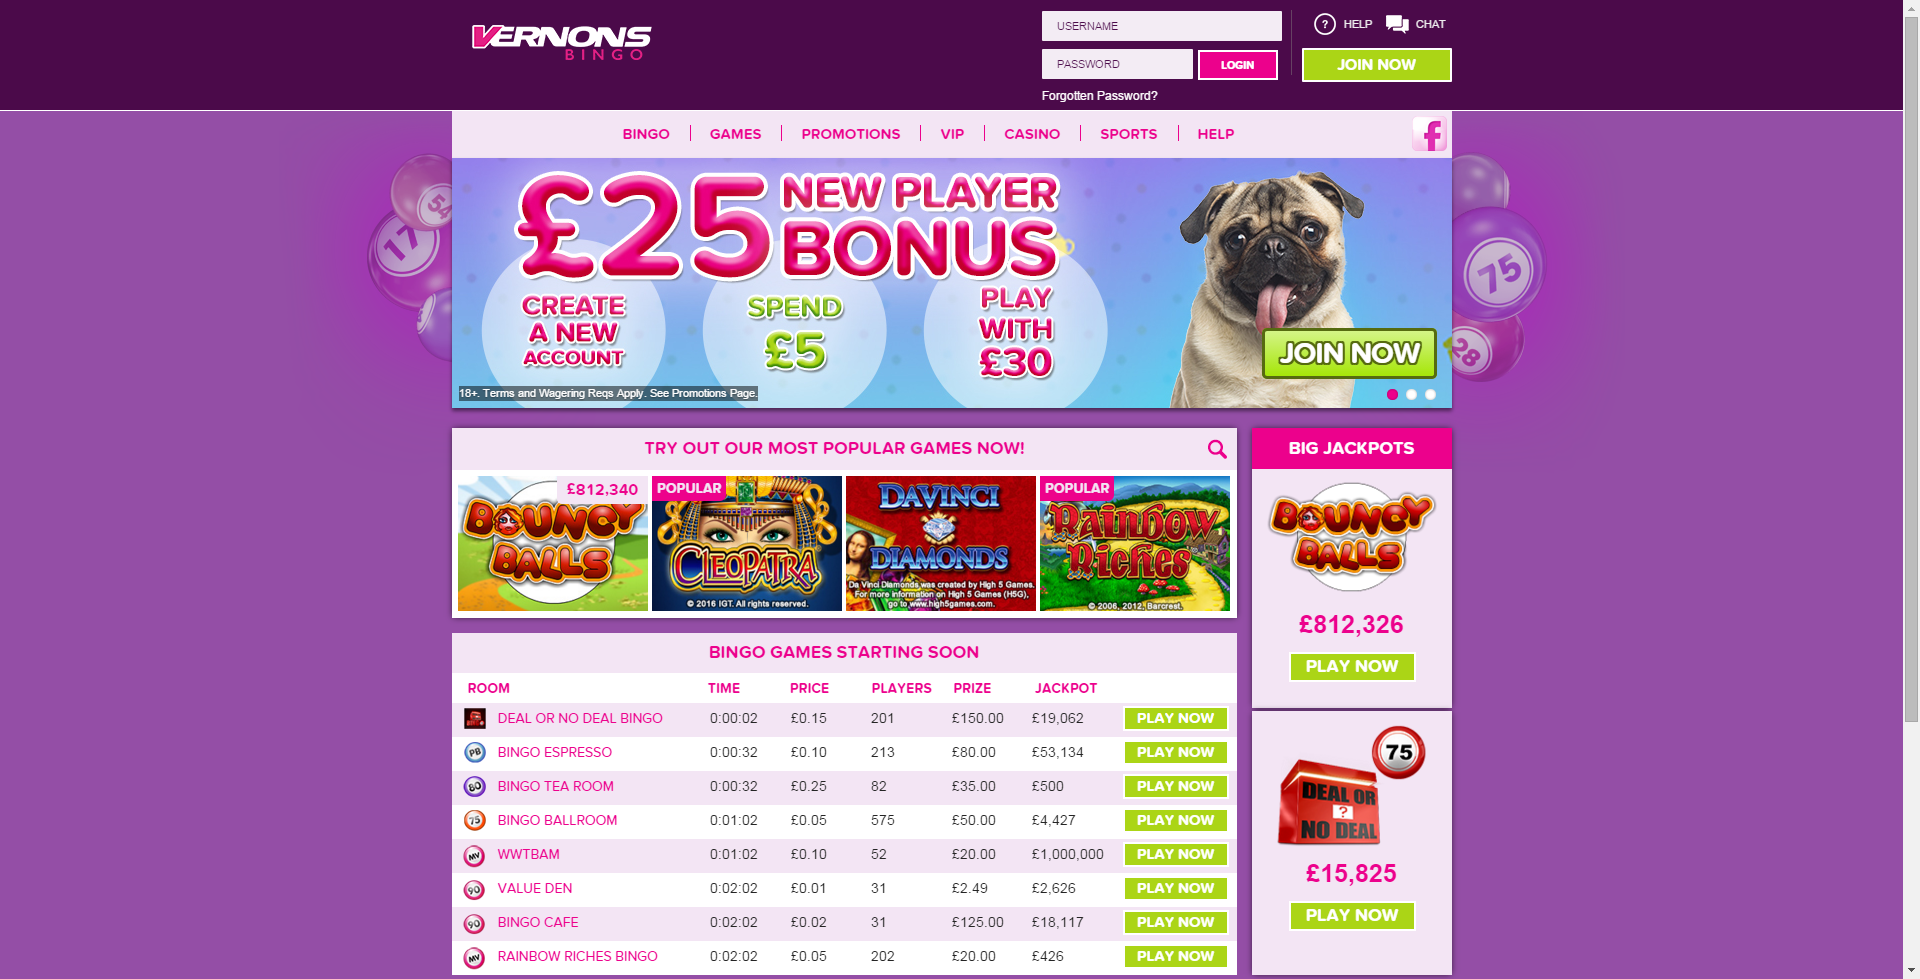 VERNONS
BINGO
USERNAME
PASSWORD
LOGIN
Forgotten Password?
? HELP
CHAT
JOIN NOW
BINGO
GAMES
PROMOTIONS
VIP
CASINO
SPORTS
HELP
f
£25 NEW PLAYER
BONUS
CREATE
A NEW
ACCOUNT
SPEND
£5
PLAY
WITH
£30
JOIN NOW
18+. Terms and Wagering Reqs Apply. See Promotions Page.
54
17
75
28
TRY OUT OUR MOST POPULAR GAMES NOW!
£812,340
BOUNCY
BALLS
POPULAR
CLEOPATRA
© 2016 IGT. All rights reserved.
DAVINCI
DIAMONDS
Da Vinci Diamonds was created by High 5 Games.
For more information on High 5 Games (H5G),
go to www.high5games.com.
POPULAR
Rainbow
Riches
© 2006, 2012, Barcrest.
BIG JACKPOTS
BOUNCY
BALLS
£812,326
PLAY NOW
75
DEAL OR
?
NO DEAL
£15,825
PLAY NOW
BINGO GAMES STARTING SOON
ROOM TIME PRICE PLAYERS PRIZE JACKPOT
DEAL OR NO DEAL BINGO 0:00:02 £0.15 201 £150.00 £19,062 PLAY NOW
PB BINGO ESPRESSO 0:00:32 £0.10 213 £80.00 £53,134 PLAY NOW
80 BINGO TEA ROOM 0:00:32 £0.25 82 £35.00 £500 PLAY NOW
75 BINGO BALLROOM 0:01:02 £0.05 575 £50.00 £4,427 PLAY NOW
MV WWTBAM 0:01:02 £0.10 52 £20.00 £1,000,000 PLAY NOW
90 VALUE DEN 0:02:02 £0.01 31 £2.49 £2,626 PLAY NOW
90 BINGO CAFE 0:02:02 £0.02 31 £125.00 £18,117 PLAY NOW
MV RAINBOW RICHES BINGO 0:02:02 £0.05 202 £20.00 £426 PLAY NOW